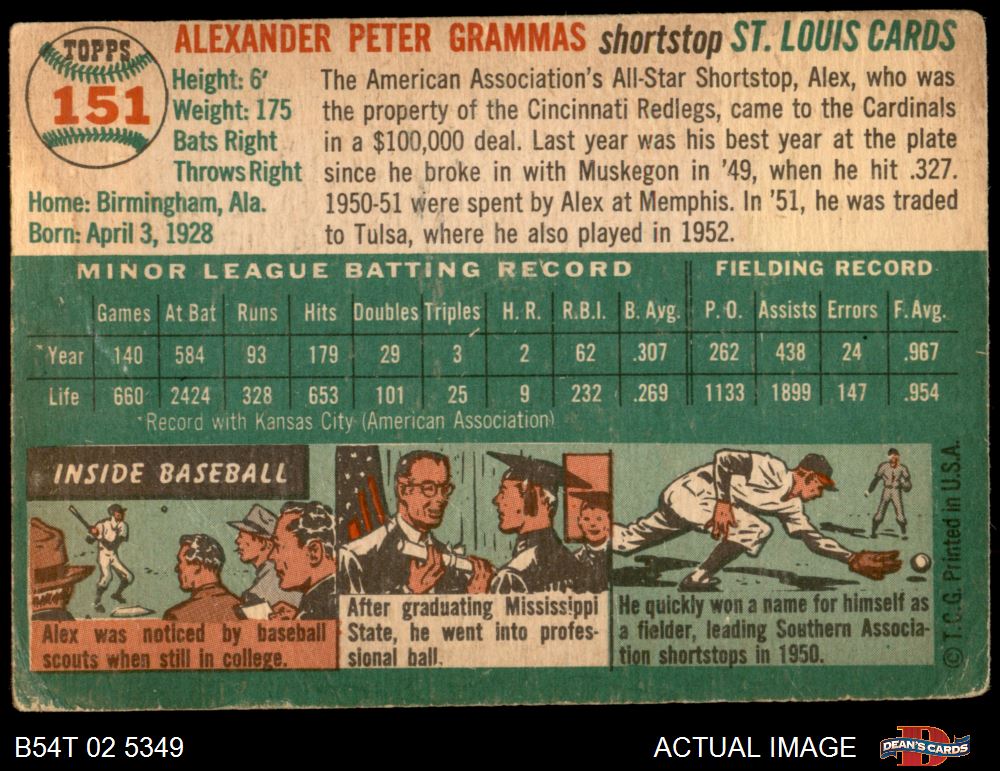 TOPPS
151
ALEXANDER PETER GRAMMAS shortstop ST. LOUIS CARDS
Height: 6'
Weight: 175
Bats Right
Throws Right
Home: Birmingham, Ala.
Born: April 3, 1928
The American Association's All-Star Shortstop, Alex, who was
the property of the Cincinnati Redlegs, came to the Cardinals
in a $100,000 deal. Last year was his best year at the plate
since he broke in with Muskegon in '49, when he hit .327.
1950-51 were spent by Alex at Memphis. In '51, he was traded
to Tulsa, where he also played in 1952.
MINOR LEAGUE BATTING RECORD FIELDING RECORD
Games At Bat Runs Hits Doubles Triples H. R. R.B.I. B. Avg. P. O. Assists Errors F. Avg.
*Year 140 584 93 179 29 3 2 62 .307 262 438 24 .967
Life 660 2424 328 653 101 25 9 232 .269 1133 1899 147 .954
*Record with Kansas City (American Association)
INSIDE BASEBALL
Alex was noticed by baseball
scouts when still in college.
After graduating Mississippi
State, he went into profes-
sional ball.
He quickly won a name for himself as
a fielder, leading Southern Associa-
tion shortstops in 1950.
© T.C.G. Printed in U.S.A.
B54T 02 5349
ACTUAL IMAGE
DEAN'S CARDS